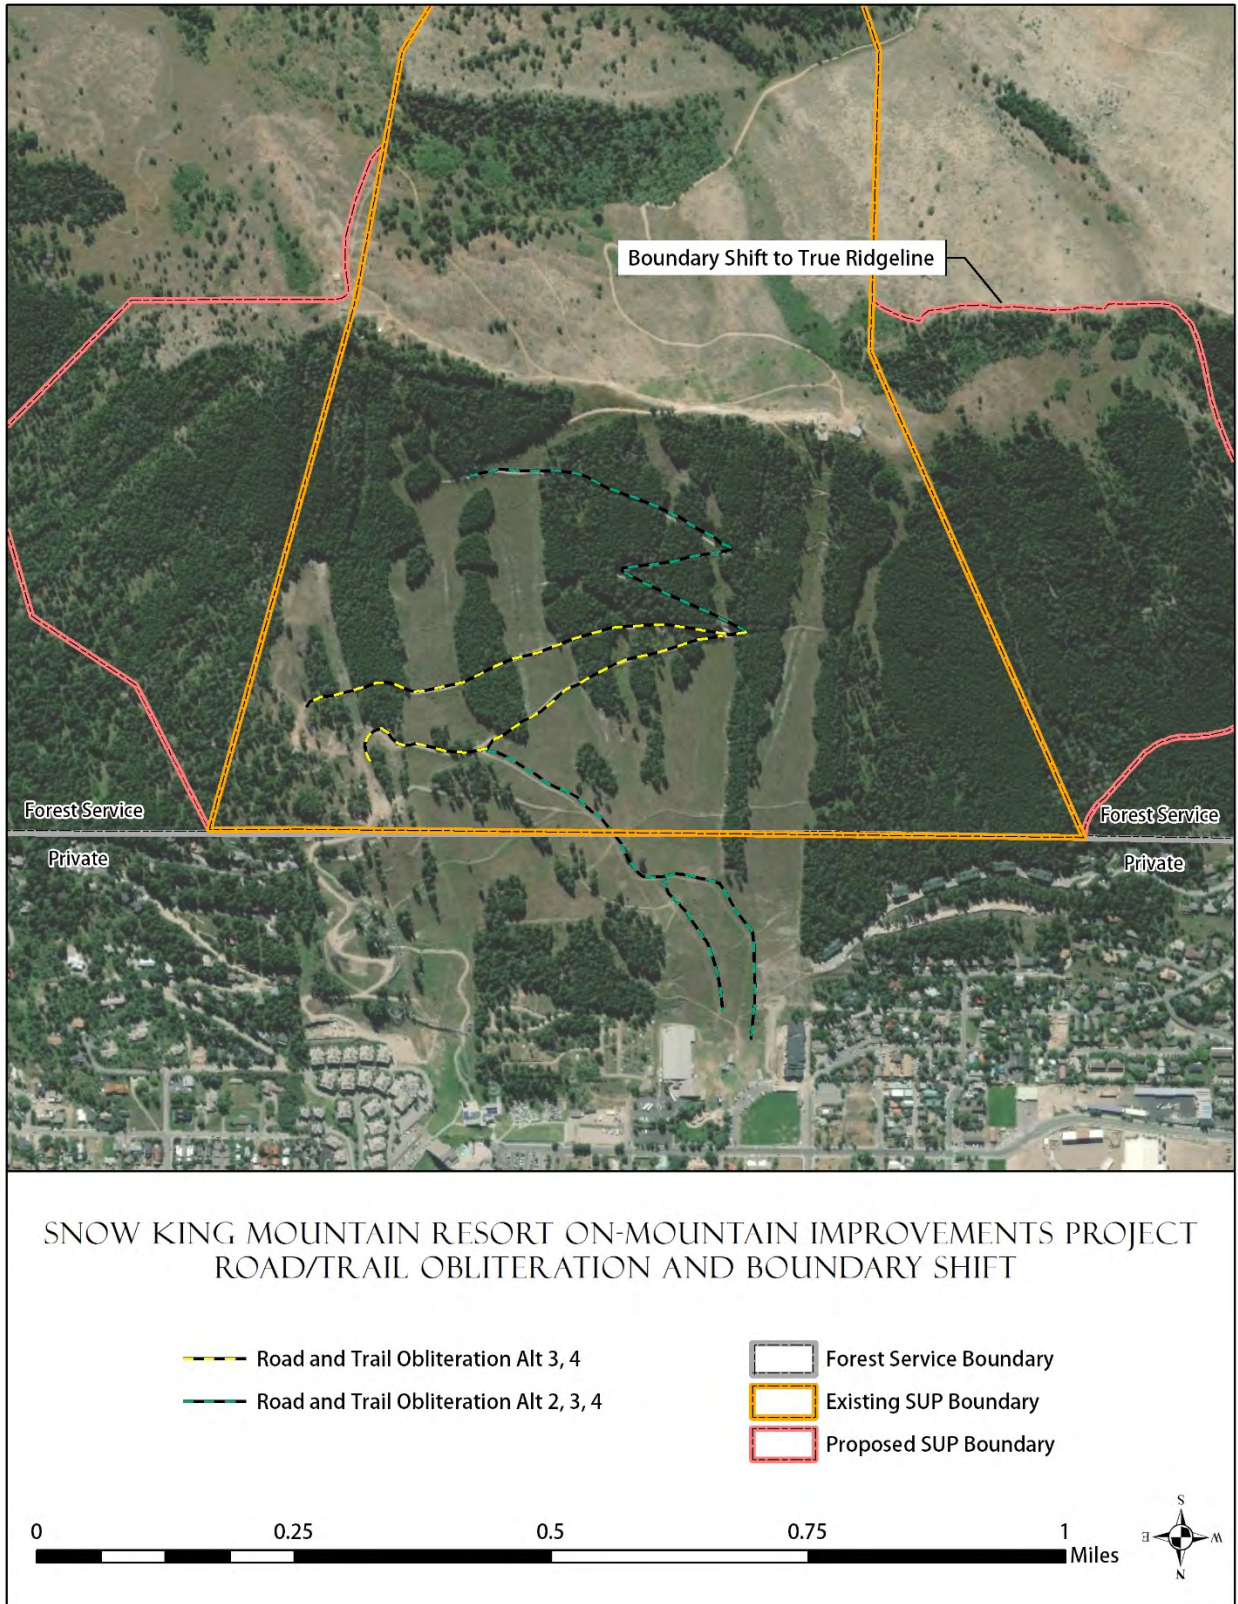 Boundary Shift to True Ridgeline
Forest Service
Forest Service
Private
Private
SNOW KING MOUNTAIN RESORT ON-MOUNTAIN IMPROVEMENTS PROJECT
ROAD/TRAIL OBLITERATION AND BOUNDARY SHIFT
Road and Trail Obliteration Alt 3, 4
Forest Service Boundary
Road and Trail Obliteration Alt 2, 3, 4
Existing SUP Boundary
Proposed SUP Boundary
0 0.25 0.5 0.75 1
Miles
S
E W
N